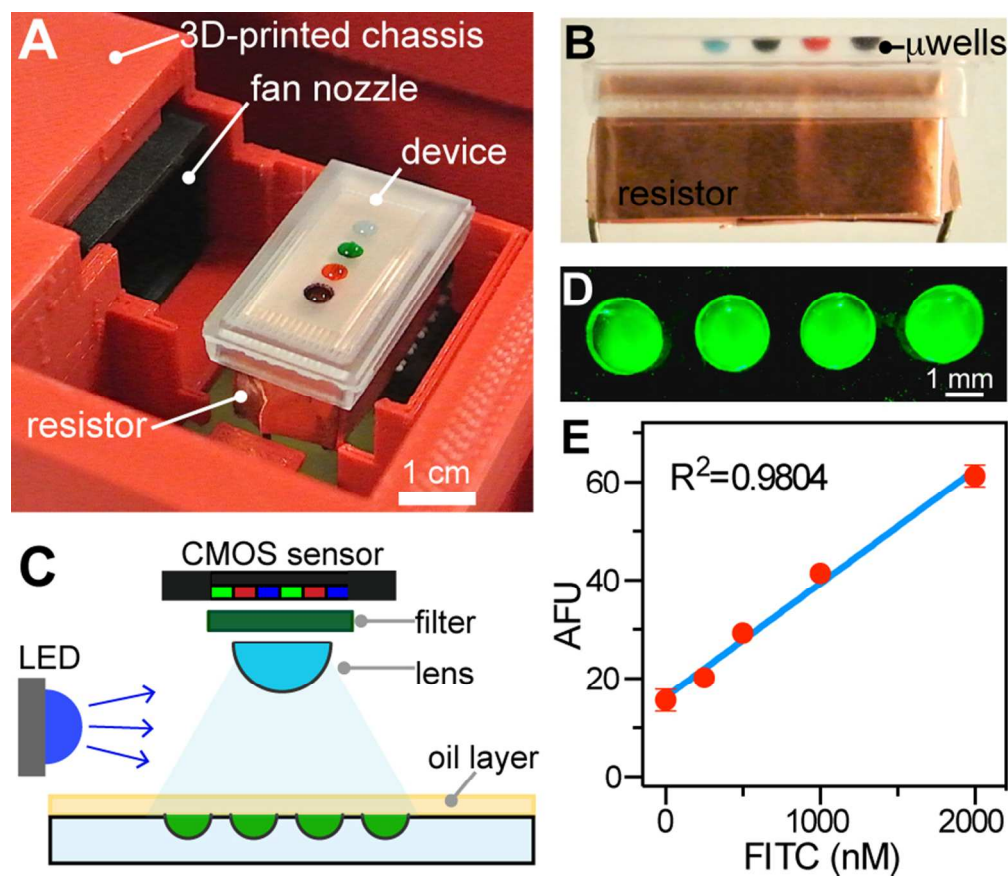 A
3D-printed chassis
fan nozzle
device
resistor
1 cm
B
µwells
resistor
D
1 mm
C
CMOS sensor
filter
lens
LED
oil layer
E
R²=0.9804
AFU
60
40
20
0
0
1000
2000
FITC (nM)